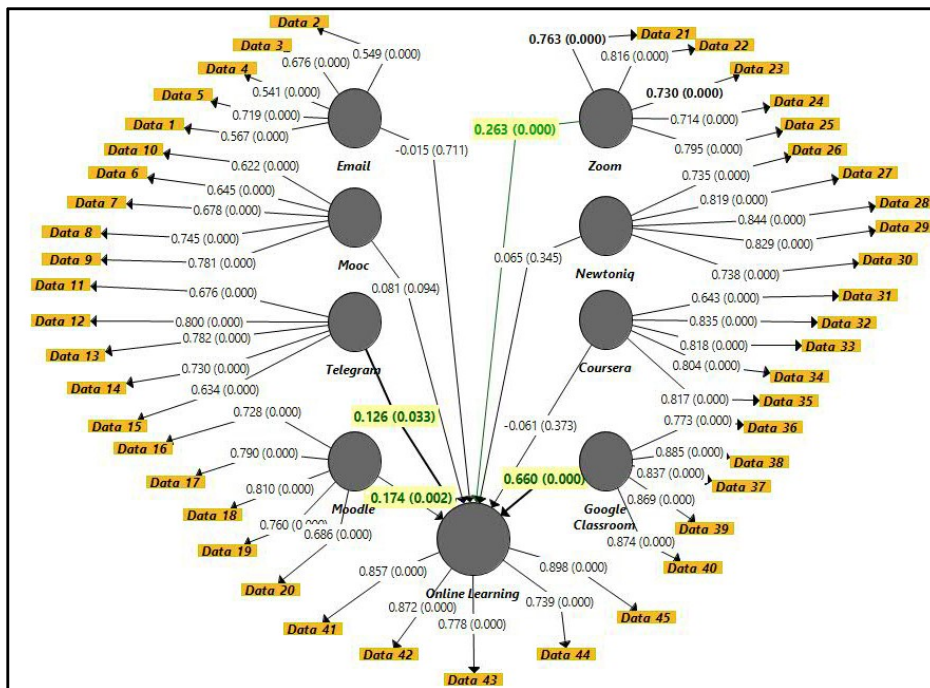 Data 2
Data 3
Data 4
Data 5
Data 1
Data 10
Data 6
Data 7
Data 8
Data 9
Data 11
Data 12
Data 13
Data 14
Data 15
Data 16
Data 17
Data 18
Data 19
Data 20
0.549 (0.000)
0.676 (0.000)
0.541 (0.000)
0.719 (0.000)
0.567 (0.000)
0.622 (0.000)
0.645 (0.000)
0.678 (0.000)
0.745 (0.000)
0.781 (0.000)
0.676 (0.000)
0.800 (0.000)
0.782 (0.000)
0.730 (0.000)
0.634 (0.000)
0.728 (0.000)
0.790 (0.000)
0.810 (0.000)
0.760
0.686 (0.000)
Email
Mooc
Telegram
Moodle
-0.015 (0.711)
0.081 (0.094)
0.126 (0.033)
0.174 (0.002)
0.263 (0.000)
0.065 (0.345)
-0.061 (0.373)
0.660 (0.000)
Zoom
Newtoniq
Coursera
Google
Classroom
0.763 (0.000)
0.816 (0.000)
0.730 (0.000)
0.714 (0.000)
0.795 (0.000)
0.735 (0.000)
0.819 (0.000)
0.844 (0.000)
0.829 (0.000)
0.738 (0.000)
0.643 (0.000)
0.835 (0.000)
0.818 (0.000)
0.804 (0.000)
0.817 (0.000)
0.773 (0.000)
0.885 (0.000)
0.837 (0.000)
0.869 (0.000)
0.874 (0.000)
Data 21
Data 22
Data 23
Data 24
Data 25
Data 26
Data 27
Data 28
Data 29
Data 30
Data 31
Data 32
Data 33
Data 34
Data 35
Data 36
Data 38
Data 37
Data 39
Data 40
Online Learning
0.857 (0.000)
0.872 (0.000)
0.778 (0.000)
0.739 (0.000)
0.898 (0.000)
Data 41
Data 42
Data 43
Data 44
Data 45